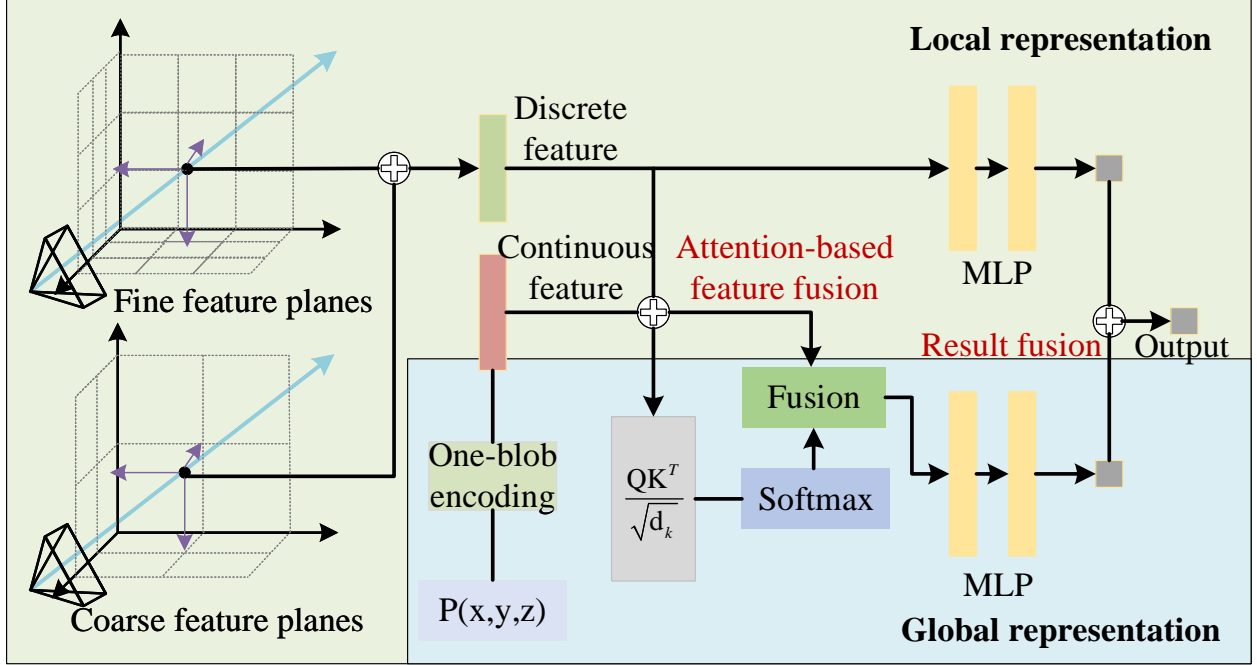 Local representation
Discrete
feature
Continuous
feature
Attention-based
feature fusion
MLP
Fine feature planes
Result fusion
Output
Fusion
One-blob
encoding
QK^T
√d_k
Softmax
MLP
P(x,y,z)
Coarse feature planes
Global representation